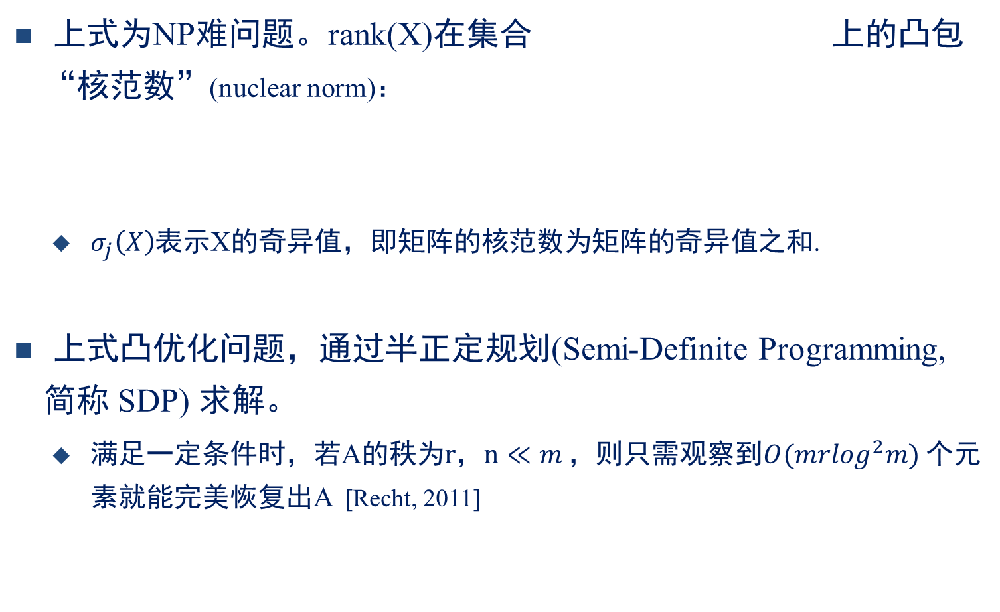 上式为NP难问题。rank(X)在集合 上的凸包
“核范数” (nuclear norm)：
σⱼ(X)表示X的奇异值，即矩阵的核范数为矩阵的奇异值之和.
上式凸优化问题，通过半正定规划(Semi-Definite Programming,
简称 SDP) 求解。
满足一定条件时，若A的秩为r，n ≪ m ，则只需观察到O(mrlog²m) 个元
素就能完美恢复出A [Recht, 2011]